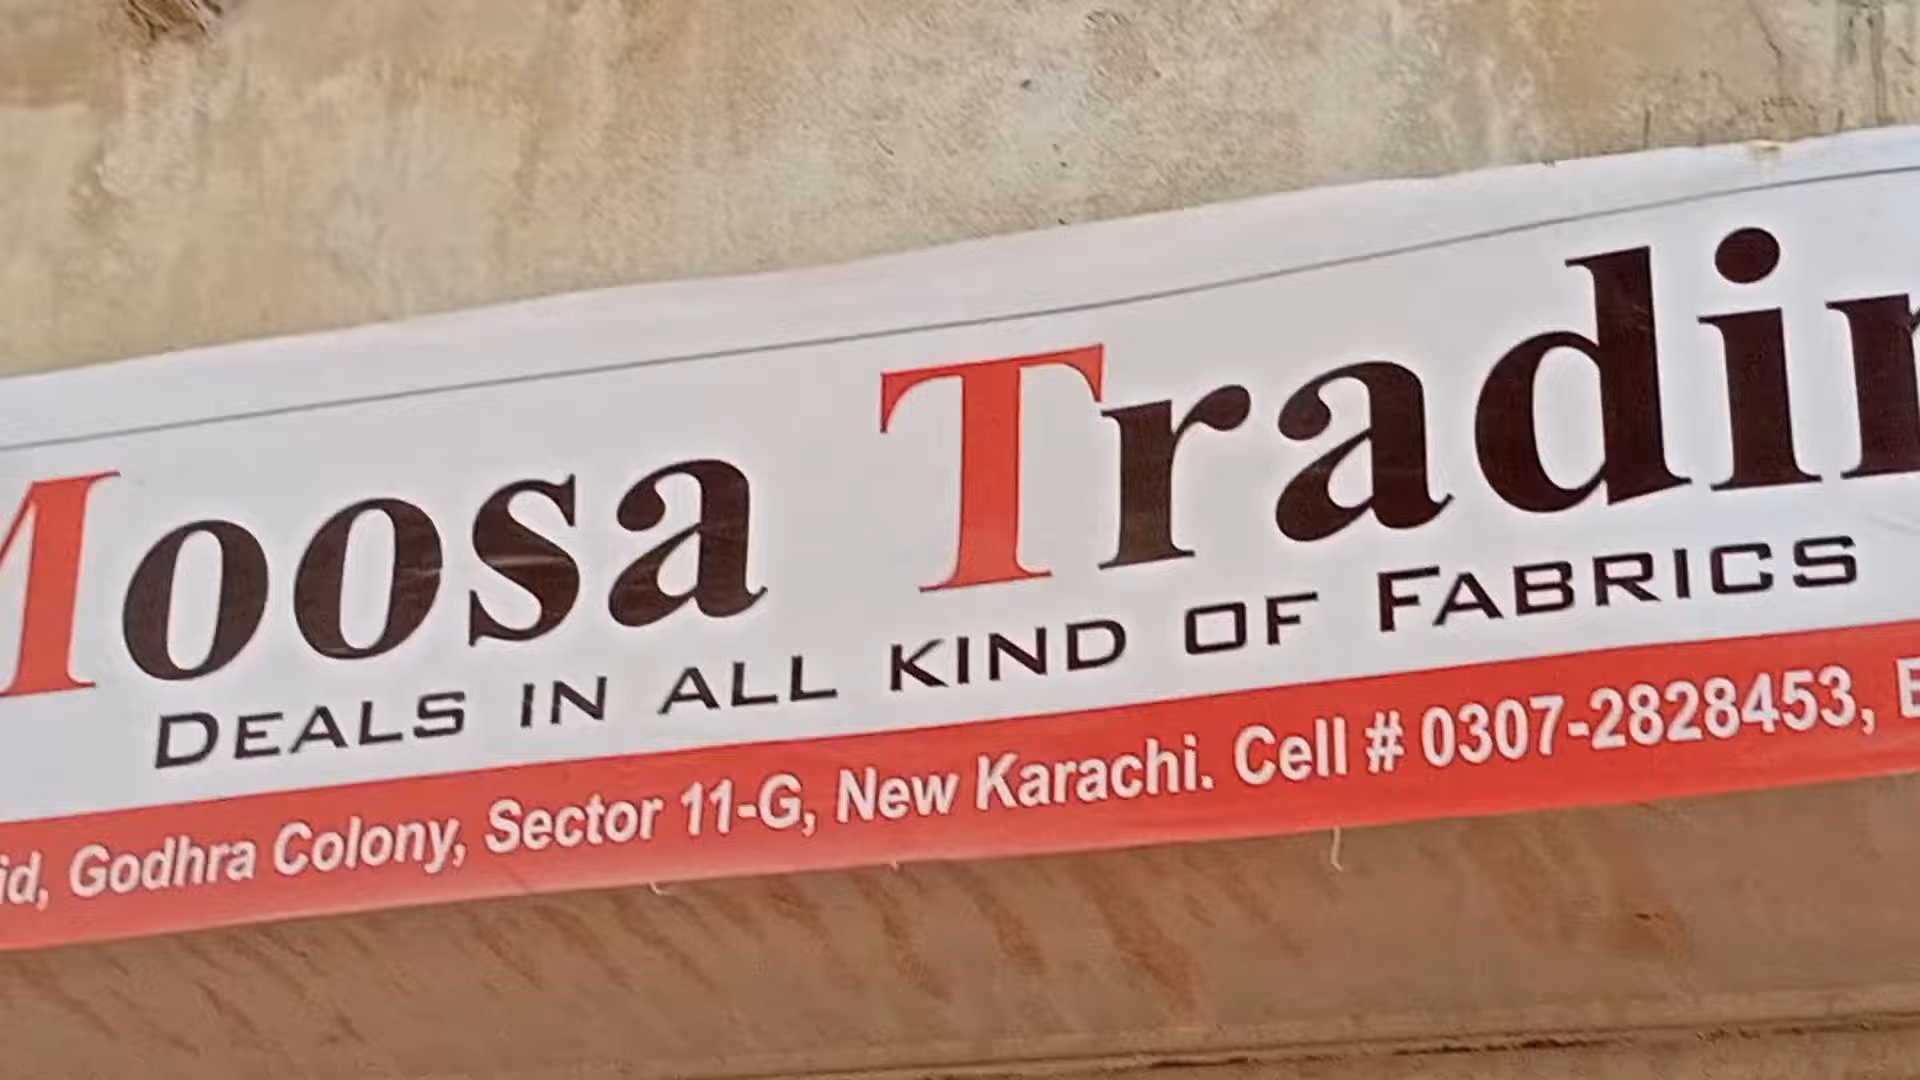 Moosa Tradin
DEALS IN ALL KIND OF FABRICS
id, Godhra Colony, Sector 11-G, New Karachi. Cell # 0307-2828453, E